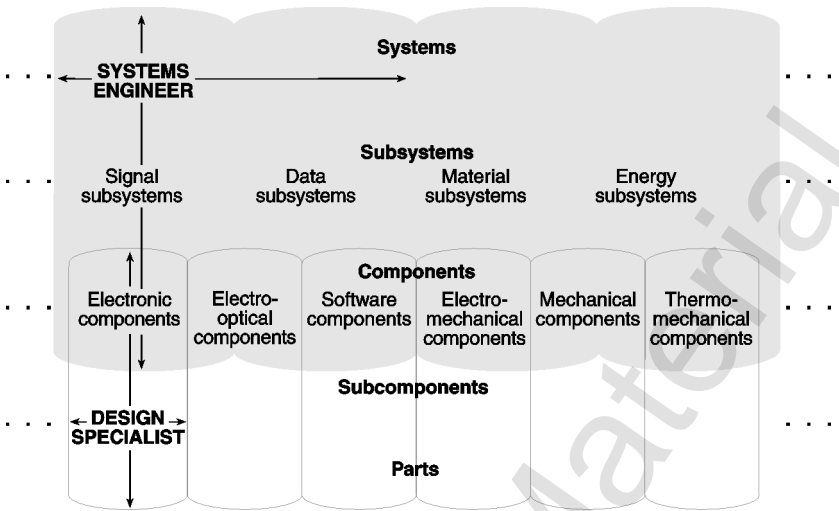 Systems
SYSTEMS
ENGINEER
Subsystems
Signal
subsystems
Data
subsystems
Material
subsystems
Energy
subsystems
Components
Electronic
components
Electro-
optical
components
Software
components
Electro-
mechanical
components
Mechanical
components
Thermo-
mechanical
components
Subcomponents
DESIGN
SPECIALIST
Parts
Material